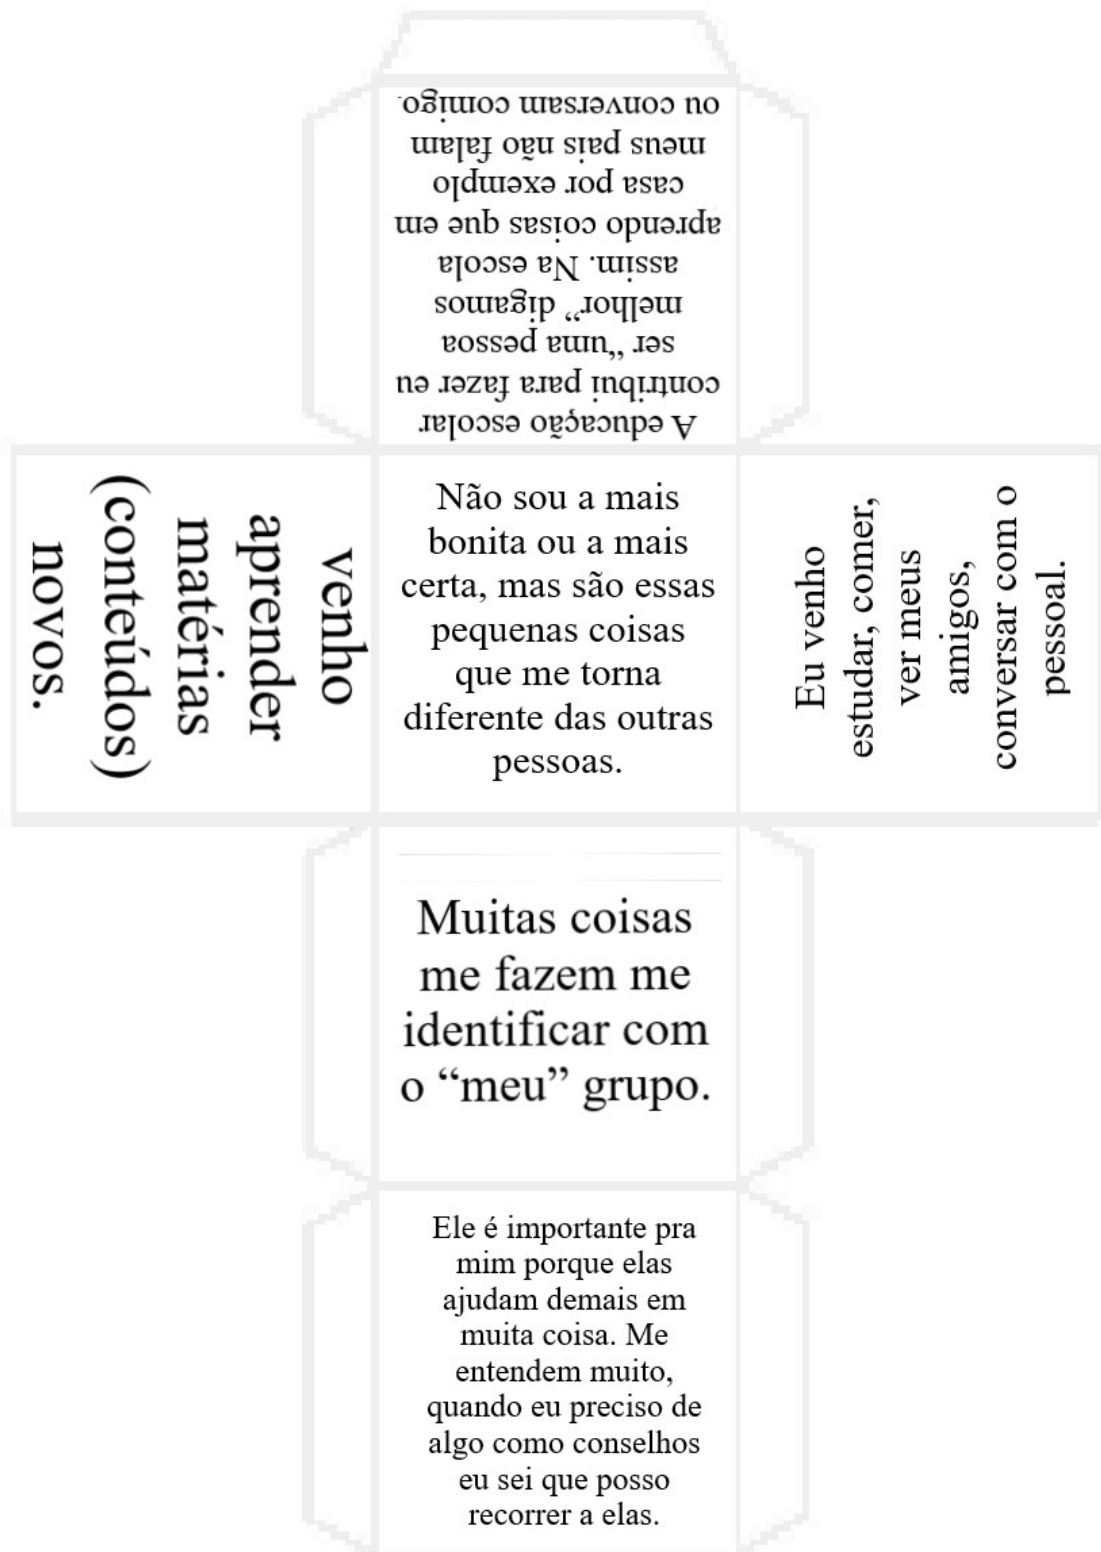 A educação escolar
contribui para fazer eu
ser “uma pessoa
melhor” digamos
assim. Na escola
aprendo coisas que em
casa por exemplo
meus pais não falam
ou conversam comigo.
venho
aprender
matérias
(conteúdos)
novos.
Não sou a mais
bonita ou a mais
certa, mas são essas
pequenas coisas
que me torna
diferente das outras
pessoas.
Eu venho
estudar, comer,
ver meus
amigos,
conversar com o
pessoal.
Muitas coisas
me fazem me
identificar com
o “meu” grupo.
Ele é importante pra
mim porque elas
ajudam demais em
muita coisa. Me
entendem muito,
quando eu preciso de
algo como conselhos
eu sei que posso
recorrer a elas.